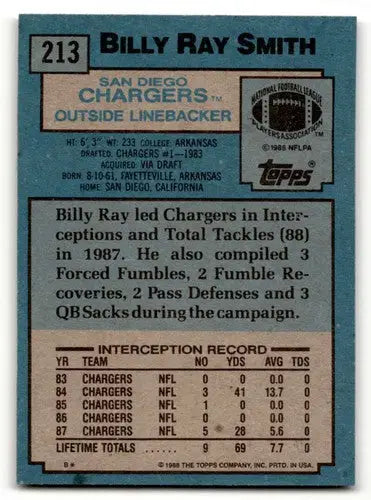 213 BILLY RAY SMITH
SAN DIEGO
CHARGERS™
OUTSIDE LINEBACKER
NATIONAL FOOTBALL LEAGUE
PLAYERS ASSOCIATION
©1986 NFLPA
HT: 6' 3" WT: 233 COLLEGE: ARKANSAS
DRAFTED: CHARGERS #1—1983
ACQUIRED: VIA DRAFT
BORN: 8-10-61, FAYETTEVILLE, ARKANSAS
HOME: SAN DIEGO, CALIFORNIA
Topps®
Billy Ray led Chargers in Inter-
ceptions and Total Tackles (88)
in 1987. He also compiled 3
Forced Fumbles, 2 Fumble Re-
coveries, 2 Pass Defenses and 3
QB Sacks during the campaign.
INTERCEPTION RECORD
YR TEAM NO YDS AVG TDS
83 CHARGERS NFL 0 0 0.0 0
84 CHARGERS NFL 3 41 13.7 0
85 CHARGERS NFL 1 0 0.0 0
86 CHARGERS NFL 0 0 0.0 0
87 CHARGERS NFL 5 28 5.6 0
LIFETIME TOTALS ........ 9 69 7.7 0
B* ©1988 THE TOPPS COMPANY, INC. PRTD. IN U.S.A.